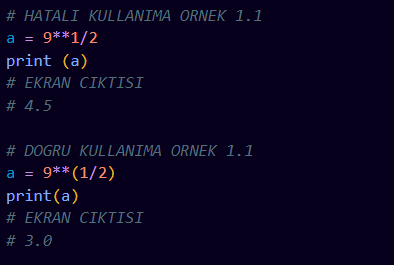 # HATALI KULLANIMA ORNEK 1.1
a = 9**1/2
print (a)
# EKRAN CIKTISI
# 4.5

# DOGRU KULLANIMA ORNEK 1.1
a = 9**(1/2)
print(a)
# EKRAN CIKTISI
# 3.0